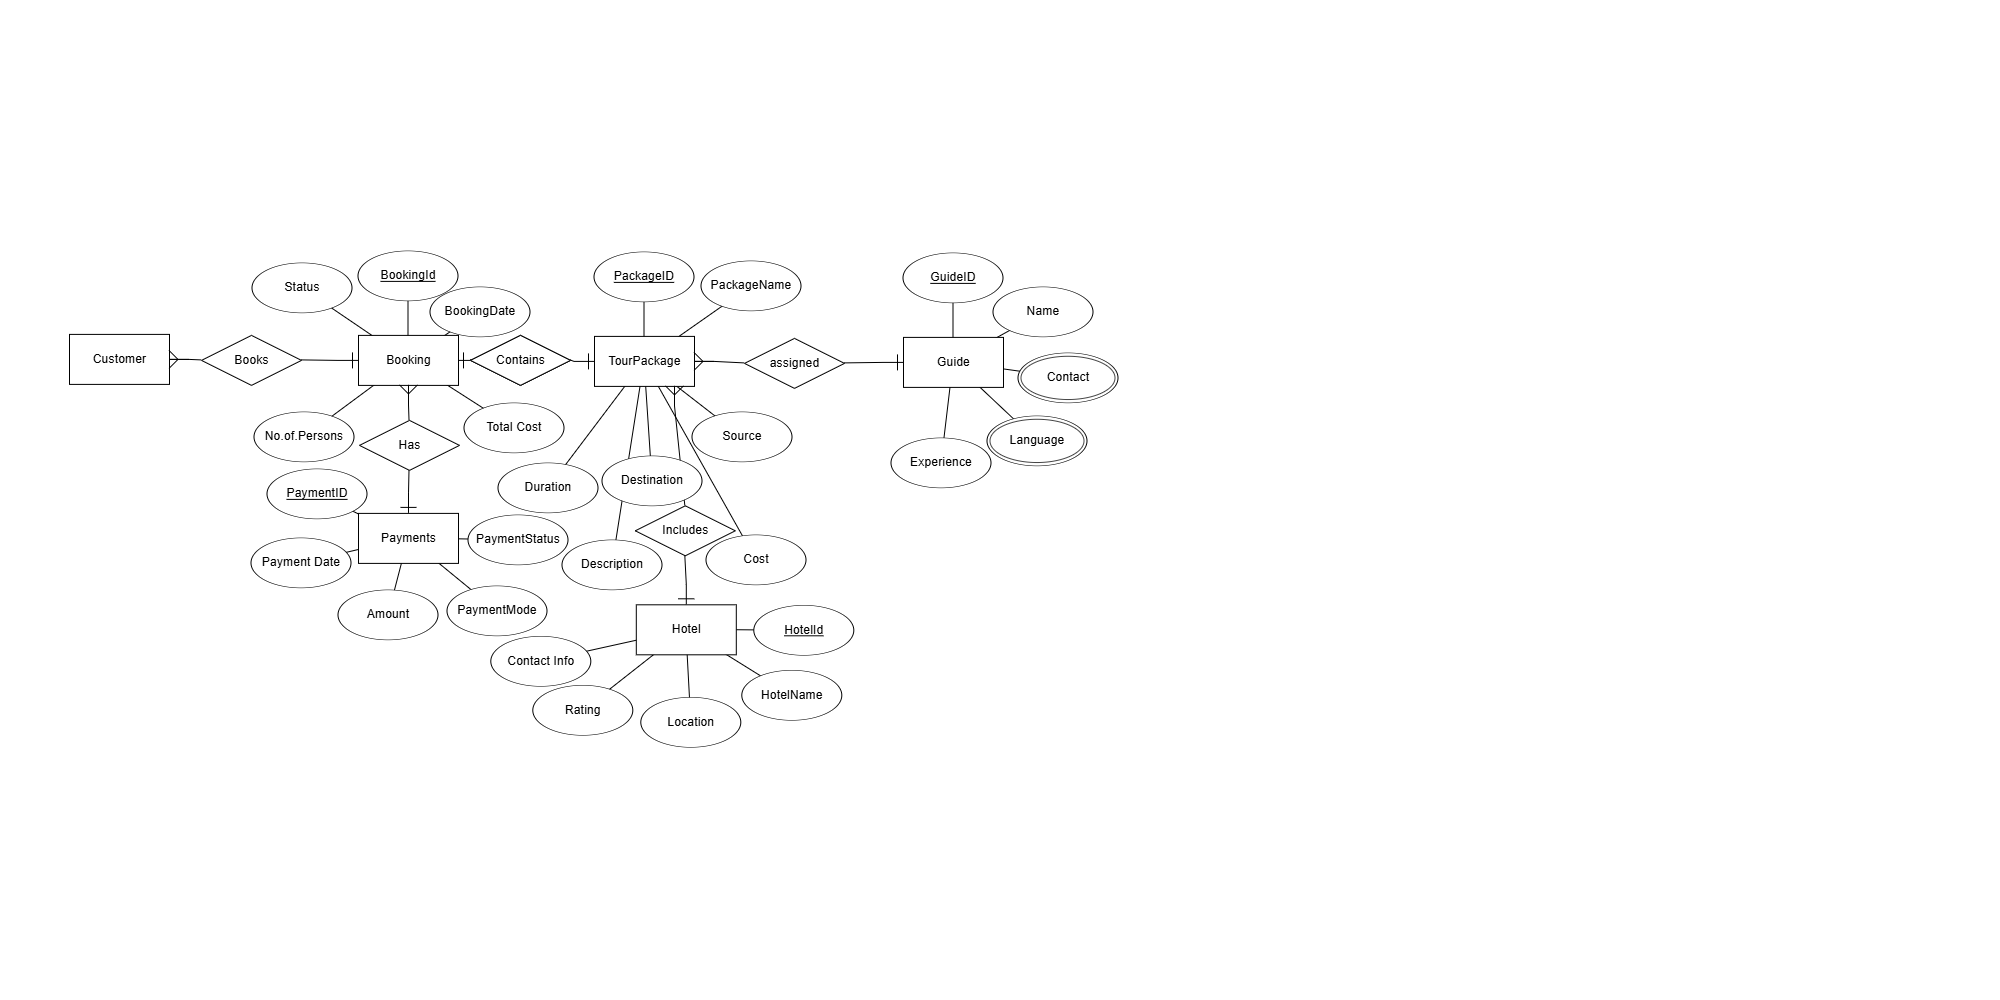 BookingId
PackageID
GuideID
Status
PackageName
BookingDate
Name
Customer
Books
Booking
Contains
TourPackage
assigned
Guide
Contact
Total Cost
No.of.Persons
Has
Source
Language
Experience
Destination
Duration
PaymentID
Includes
Payments
PaymentStatus
Cost
Payment Date
Description
PaymentMode
Amount
Hotel
HotelId
Contact Info
HotelName
Rating
Location